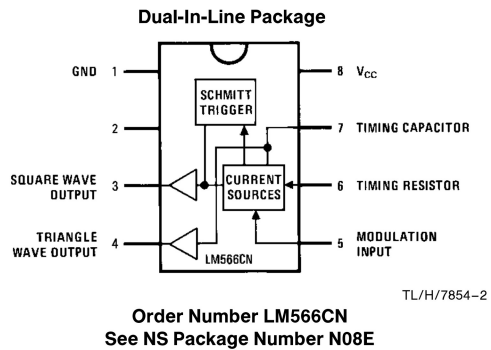 Dual-In-Line Package
GND 1
8 VCC
SCHMITT
TRIGGER
2
7 TIMING CAPACITOR
SQUARE WAVE
OUTPUT
3
CURRENT
SOURCES
6 TIMING RESISTOR
TRIANGLE
WAVE OUTPUT
4
5 MODULATION
INPUT
LM566CN
TL/H/7854–2
Order Number LM566CN
See NS Package Number N08E